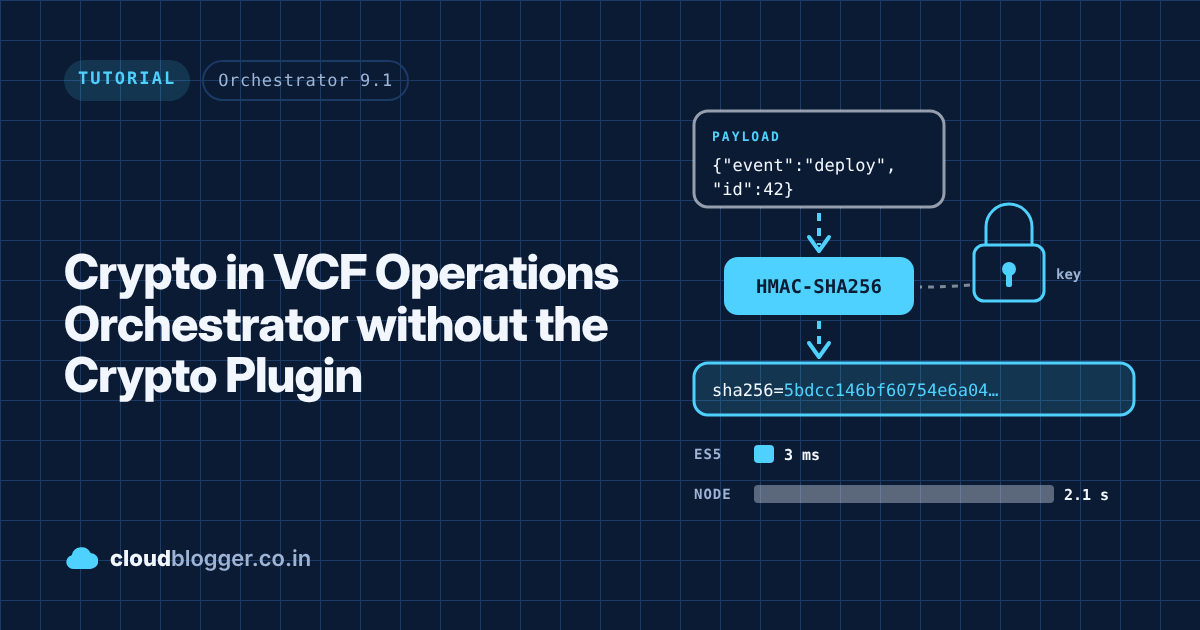 TUTORIAL
Orchestrator 9.1
Crypto in VCF Operations
Orchestrator without the
Crypto Plugin
cloudblogger.co.in
PAYLOAD
{"event":"deploy",
"id":42}
HMAC-SHA256
key
sha256=5bdcc146bf60754e6a04…
ES5 3 ms
NODE 2.1 s